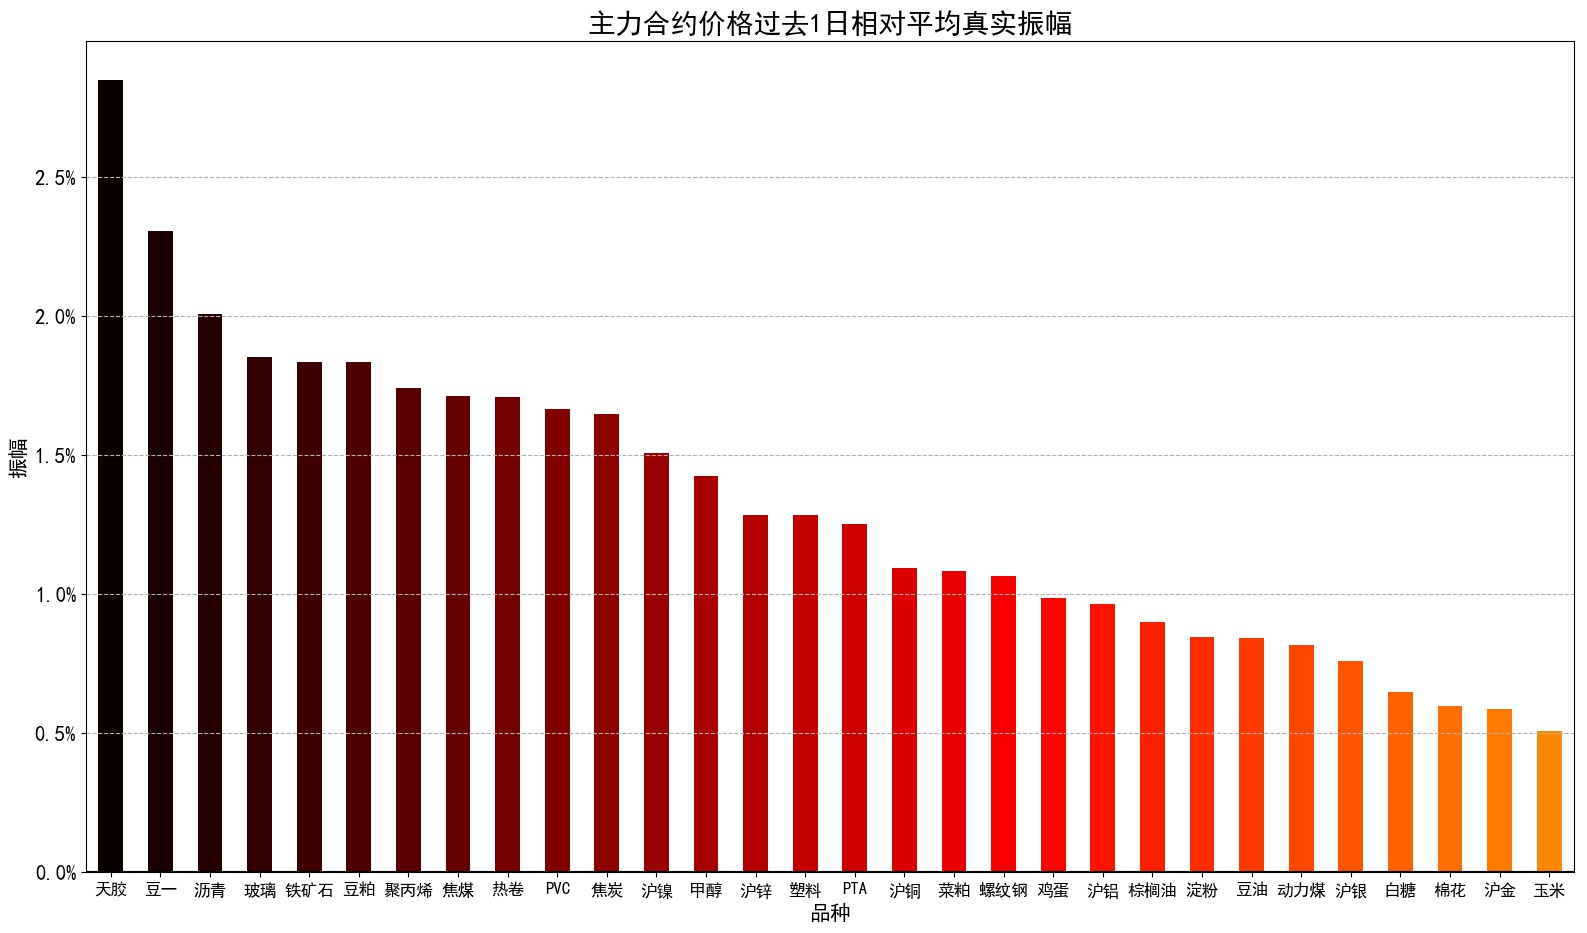 主力合约价格过去1日相对平均真实振幅
振幅
2.5%
2.0%
1.5%
1.0%
0.5%
0.0%
天胶 豆一 沥青 玻璃 铁矿石 豆粕 聚丙烯 焦煤 热卷 PVC 焦炭 沪镍 甲醇 沪锌 塑料 PTA 沪铜 菜粕 螺纹钢 鸡蛋 沪铝 棕榈油 淀粉 豆油 动力煤 沪银 白糖 棉花 沪金 玉米
品种